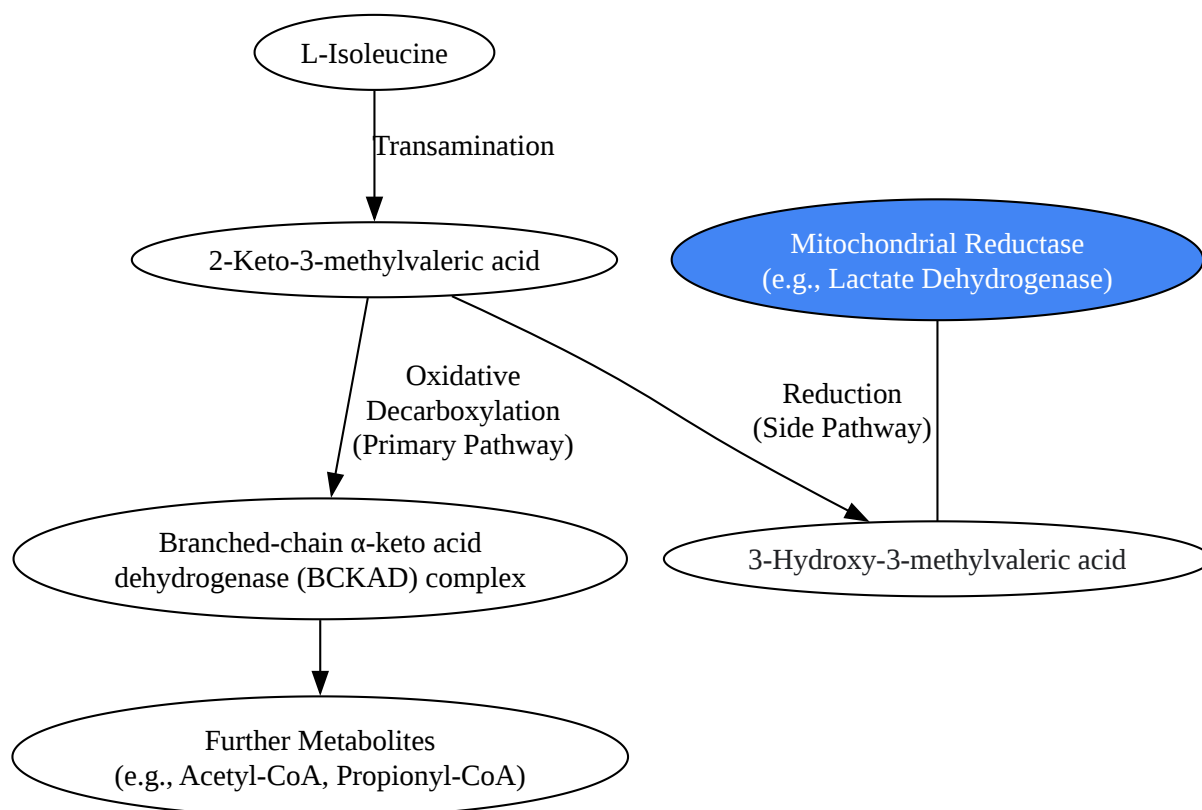 L-Isoleucine
Transamination
2-Keto-3-methylvaleric acid
Mitochondrial Reductase
(e.g., Lactate Dehydrogenase)
Oxidative
Decarboxylation
(Primary Pathway)
Reduction
(Side Pathway)
Branched-chain α-keto acid
dehydrogenase (BCKAD) complex
3-Hydroxy-3-methylvaleric acid
Further Metabolites
(e.g., Acetyl-CoA, Propionyl-CoA)